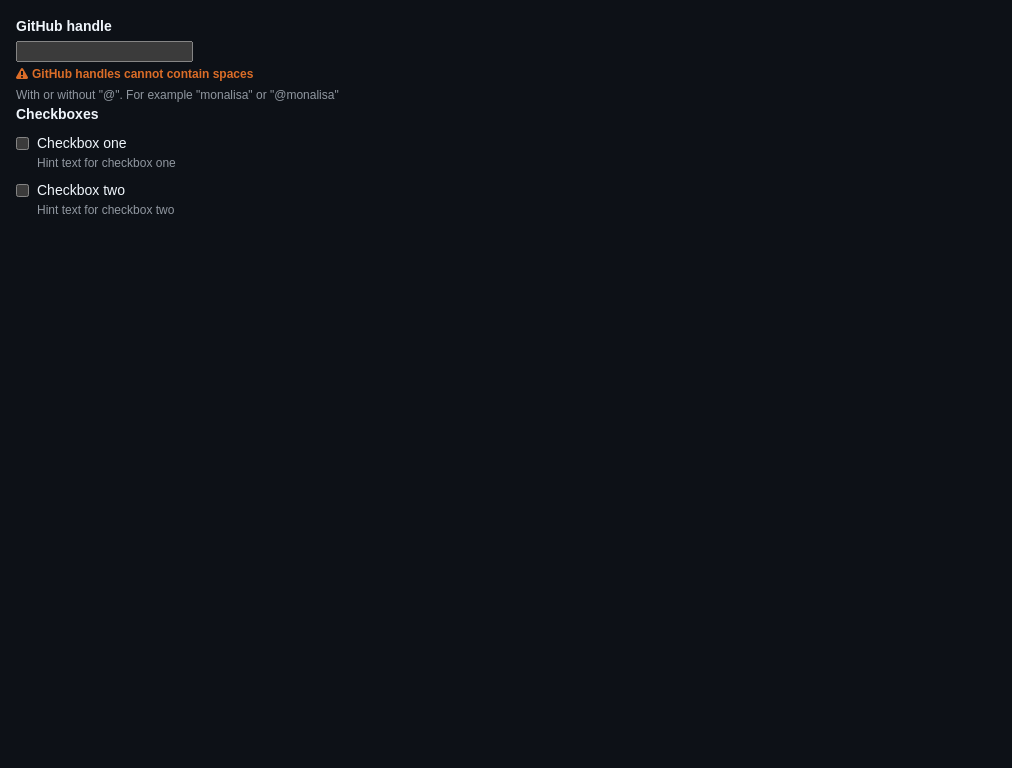 GitHub handle
GitHub handles cannot contain spaces
With or without "@". For example "monalisa" or "@monalisa"
Checkboxes
Checkbox one
Hint text for checkbox one
Checkbox two
Hint text for checkbox two